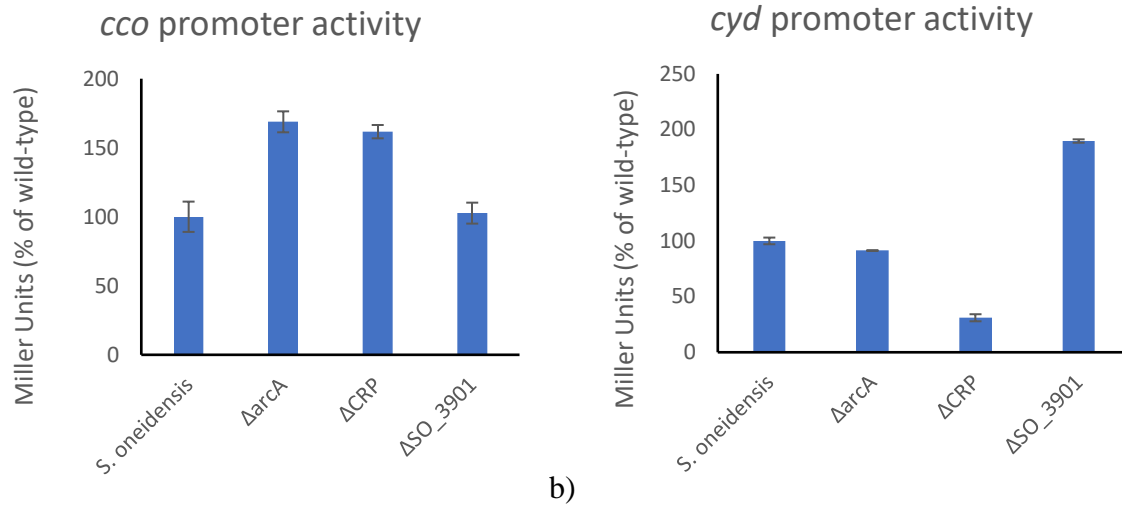 cco promoter activity
Miller Units (% of wild-type)
200
150
100
50
0
S. oneidensis
ΔarcA
ΔCRP
ΔSO_3901
cyd promoter activity
Miller Units (% of wild-type)
250
200
150
100
50
0
S. oneidensis
ΔarcA
ΔCRP
ΔSO_3901
b)